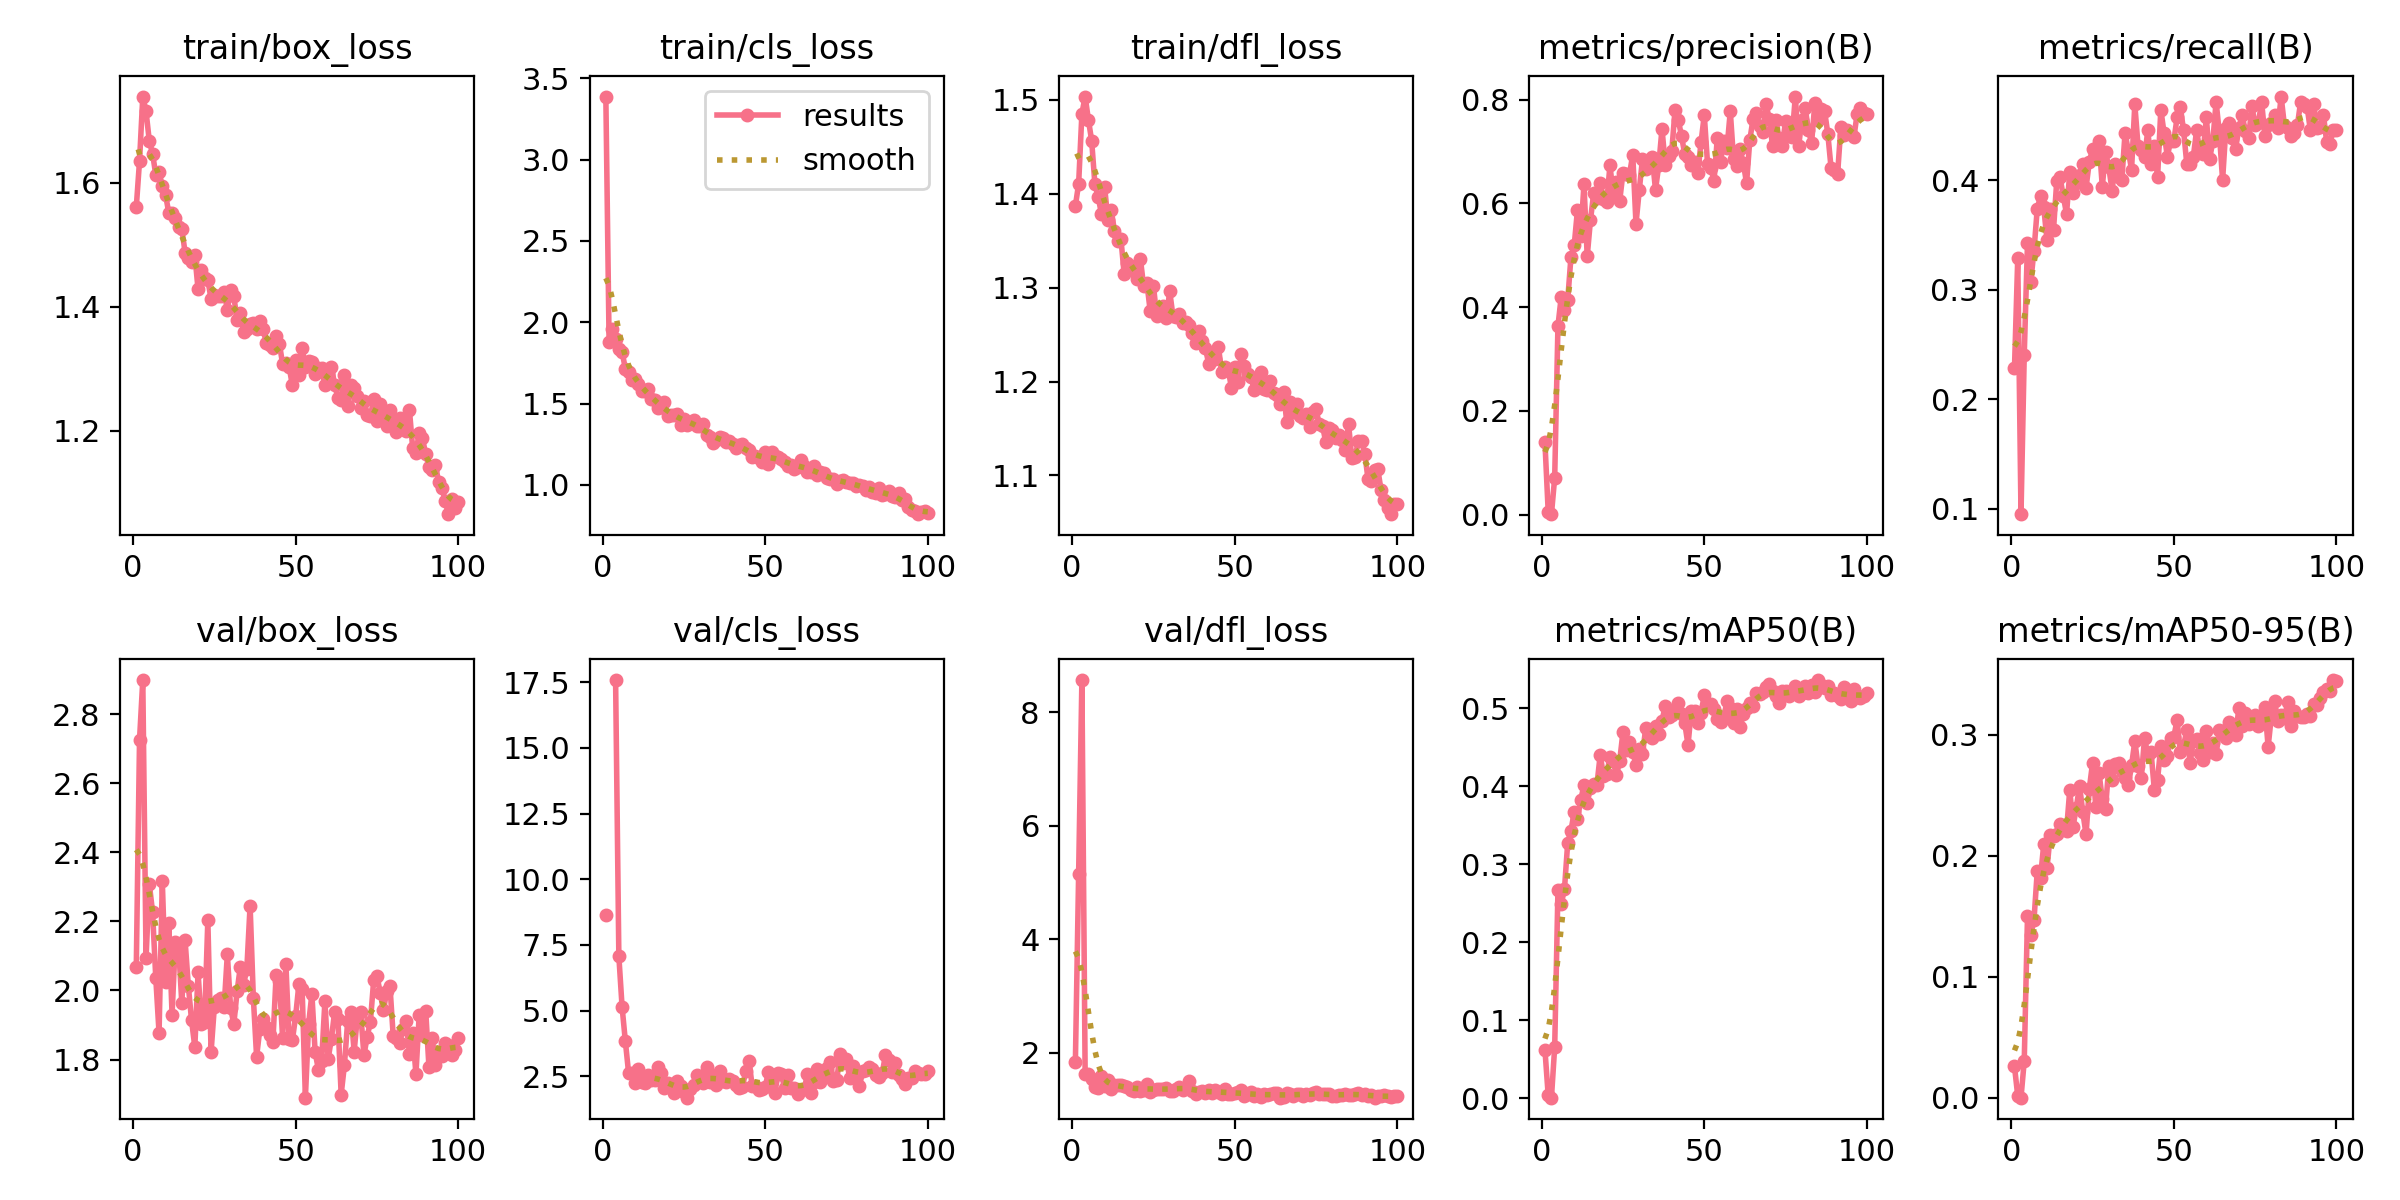 train/box_loss
1.6
1.4
1.2
0 50 100
train/cls_loss
3.5
3.0
2.5
2.0
1.5
1.0
0 50 100
results
smooth
train/dfl_loss
1.5
1.4
1.3
1.2
1.1
0 50 100
metrics/precision(B)
0.8
0.6
0.4
0.2
0.0
0 50 100
metrics/recall(B)
0.4
0.3
0.2
0.1
0 50 100
val/box_loss
2.8
2.6
2.4
2.2
2.0
1.8
0 50 100
val/cls_loss
17.5
15.0
12.5
10.0
7.5
5.0
2.5
0 50 100
val/dfl_loss
8
6
4
2
0 50 100
metrics/mAP50(B)
0.5
0.4
0.3
0.2
0.1
0.0
0 50 100
metrics/mAP50-95(B)
0.3
0.2
0.1
0.0
0 50 100